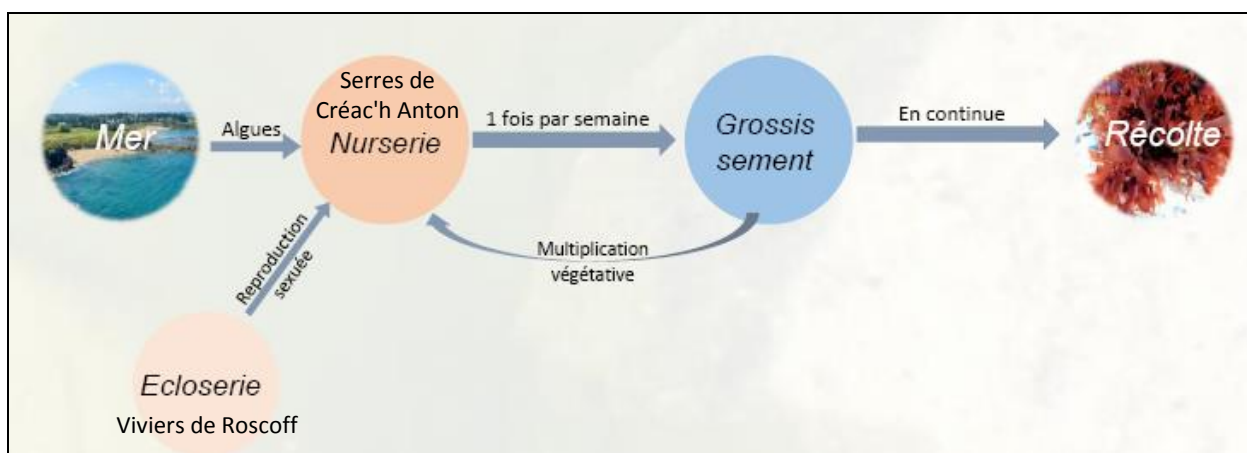 Mer
Algues
Serres de
Créac'h Anton
Nurserie
1 fois par semaine
Grossis
sement
En continue
Récolte
Multiplication
végétative
Reproduction
sexuée
Ecloserie
Viviers de Roscoff